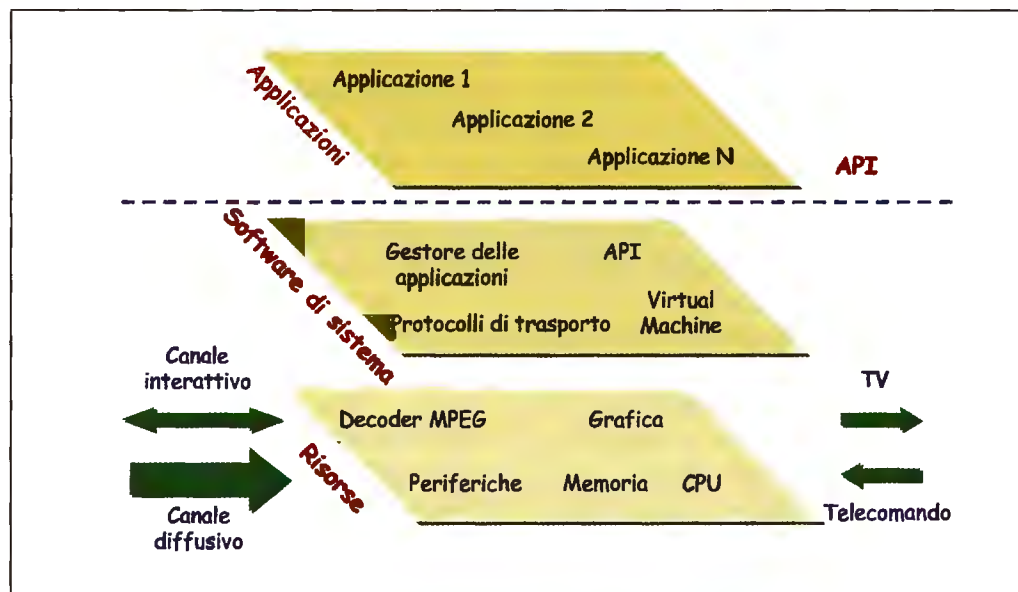 Applicazioni
Applicazione 1
Applicazione 2
Applicazione N
API
Software di sistema
Gestore delle
applicazioni
API
Protocolli di trasporto
Virtual
Machine
Canale
interattivo
TV
Risorse
Decoder MPEG
Grafica
Periferiche
Memoria
CPU
Canale
diffusivo
Telecomando